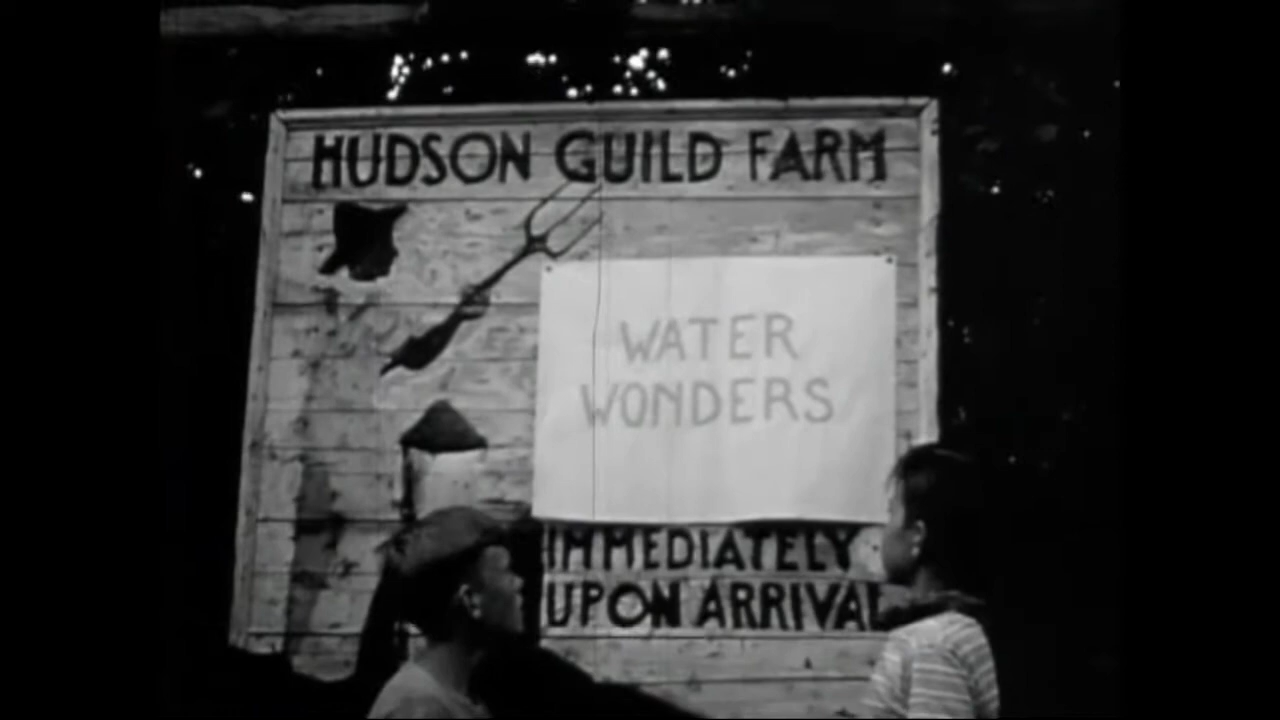 HUDSON GUILD FARM
WATER
WONDERS
IMMEDIATELY
UPON ARRIVAL